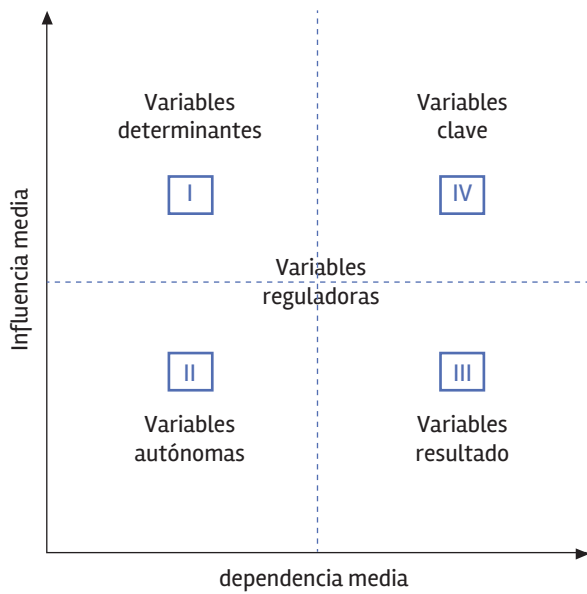 Variables
determinantes
I
Variables
clave
IV
Influencia media
Variables
reguladoras
II
Variables
autónomas
III
Variables
resultado
dependencia media